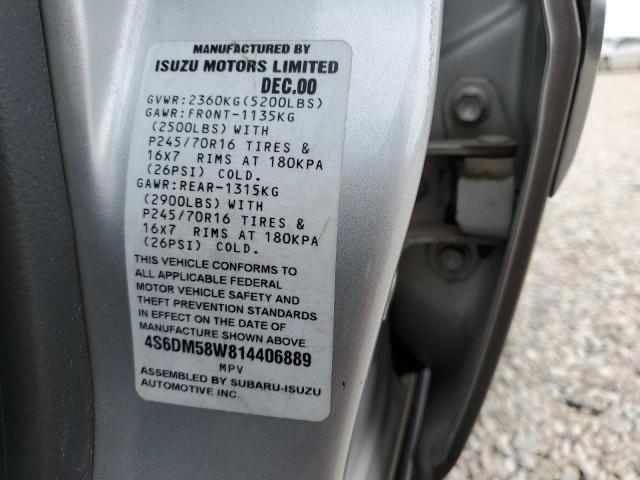 MANUFACTURED BY
ISUZU MOTORS LIMITED
DEC.00
GVWR:2360KG(5200LBS)
GAWR:FRONT-1135KG
(2500LBS) WITH
P245/70R16 TIRES &
16X7 RIMS AT 180KPA
(26PSI) COLD.
GAWR:REAR-1315KG
(2900LBS) WITH
P245/70R16 TIRES &
16X7 RIMS AT 180KPA
(26PSI) COLD.
THIS VEHICLE CONFORMS TO
ALL APPLICABLE FEDERAL
MOTOR VEHICLE SAFETY AND
THEFT PREVENTION STANDARDS
IN EFFECT ON THE DATE OF
MANUFACTURE SHOWN ABOVE
4S6DM58W814406889
MPV
ASSEMBLED BY SUBARU-ISUZU
AUTOMOTIVE INC.